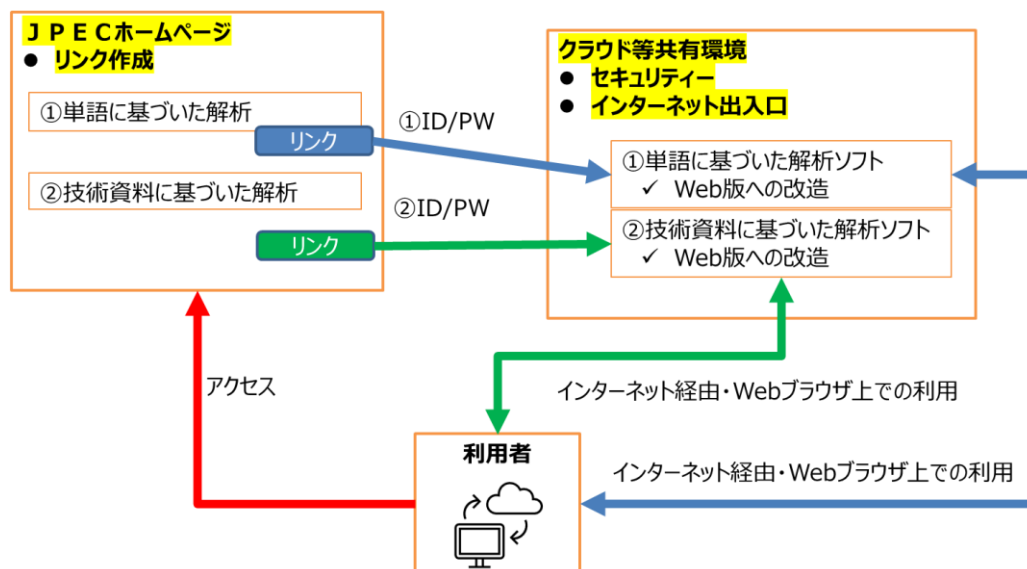 ＪＰＥＣホームページ
● リンク作成
①単語に基づいた解析
リンク
②技術資料に基づいた解析
リンク
①ID/PW
②ID/PW
クラウド等共有環境
● セキュリティー
● インターネット出入口
①単語に基づいた解析ソフト
✓ Web版への改造
②技術資料に基づいた解析ソフト
✓ Web版への改造
アクセス
インターネット経由・Webブラウザ上での利用
利用者
インターネット経由・Webブラウザ上での利用